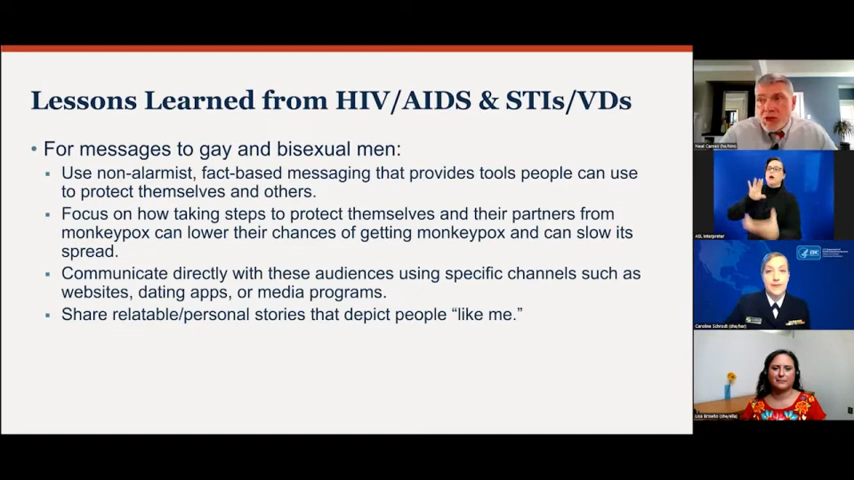 Lessons Learned from HIV/AIDS & STIs/VDs
• For messages to gay and bisexual men:
▪ Use non-alarmist, fact-based messaging that provides tools people can use
to protect themselves and others.
▪ Focus on how taking steps to protect themselves and their partners from
monkeypox can lower their chances of getting monkeypox and can slow its
spread.
▪ Communicate directly with these audiences using specific channels such as
websites, dating apps, or media programs.
▪ Share relatable/personal stories that depict people “like me.”
ASL Interpreter
CDC
Caroline Schrodt (she/her)